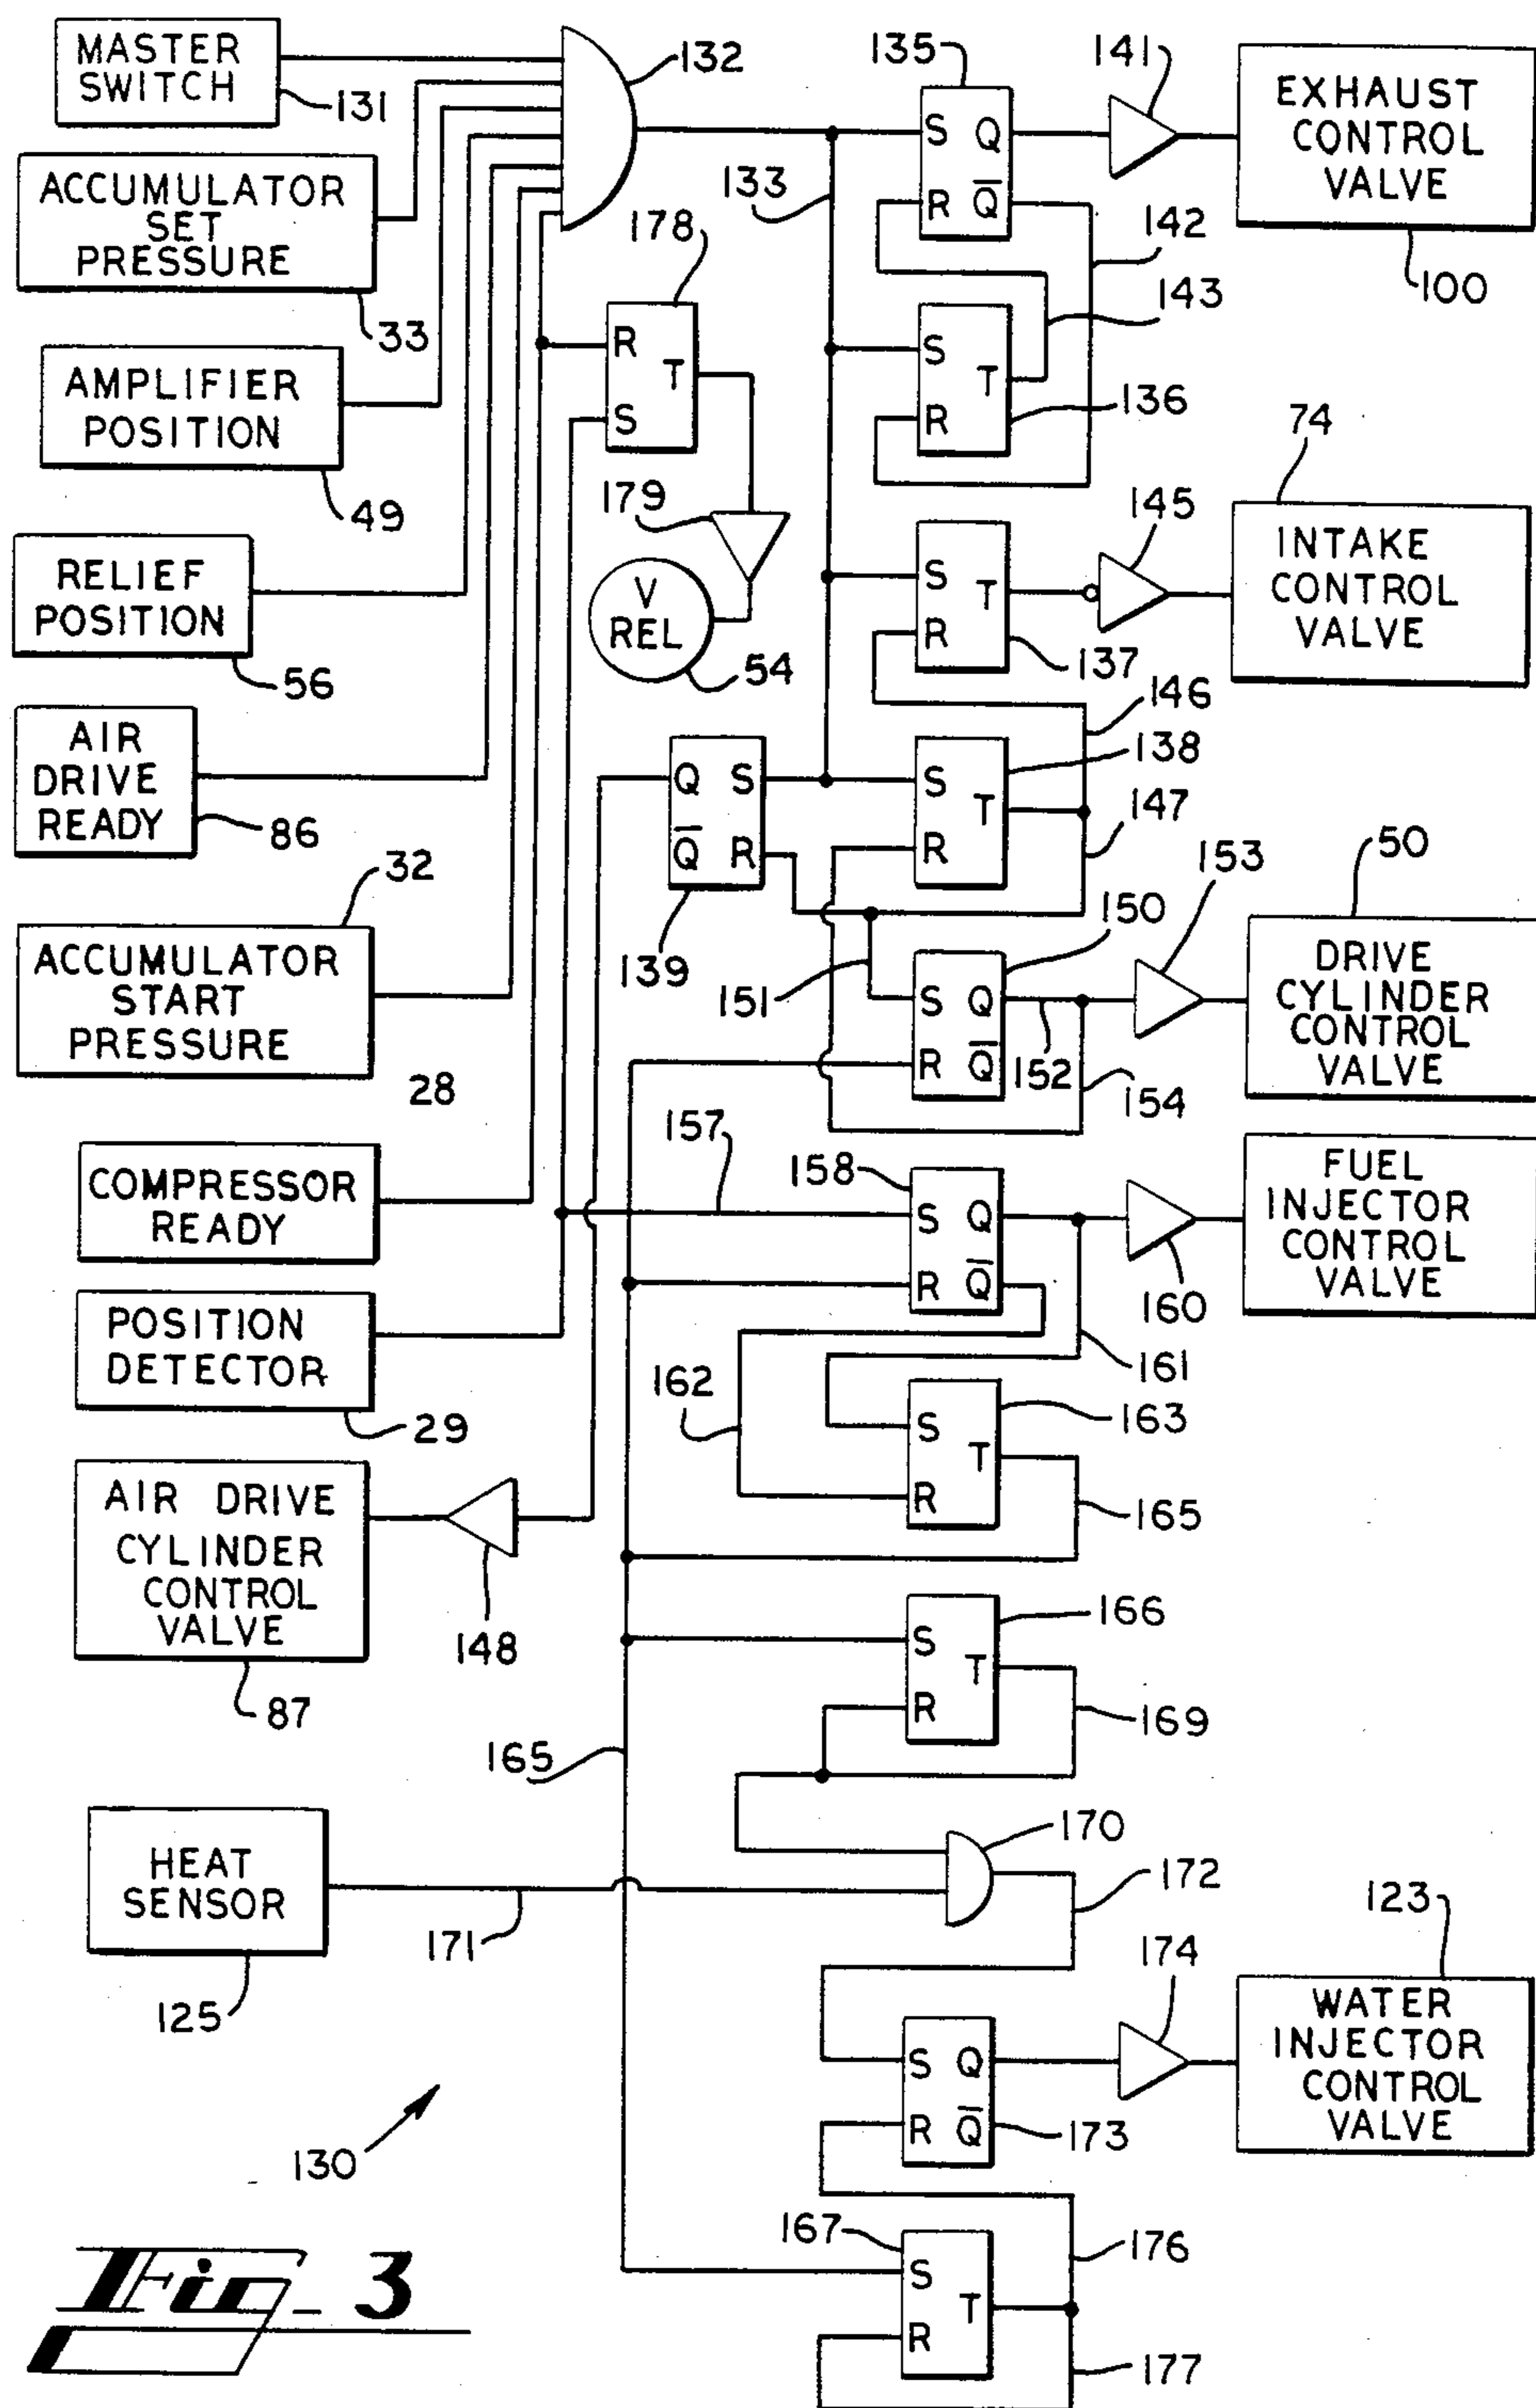 MASTER
SWITCH
131
132
135
141
EXHAUST
CONTROL
VALVE
100
ACCUMULATOR
SET
PRESSURE
33
133
S Q
R Q̅
142
143
178
R
T
S
S
T
R
136
AMPLIFIER
POSITION
49
179
V
REL
54
74
145
INTAKE
CONTROL
VALVE
S
T
R
137
RELIEF
POSITION
56
146
138
AIR
DRIVE
READY
86
Q S
Q̅ R
139
S
T
R
147
32
ACCUMULATOR
START
PRESSURE
28
150
153
50
151
S Q
R Q̅
152
154
DRIVE
CYLINDER
CONTROL
VALVE
157
158
COMPRESSOR
READY
S Q
R Q̅
160
FUEL
INJECTOR
CONTROL
VALVE
161
POSITION
DETECTOR
29
162
163
S
T
R
165
AIR DRIVE
CYLINDER
CONTROL
VALVE
87
148
166
S
T
R
169
165
170
HEAT
SENSOR
125
171
172
123
174
WATER
INJECTOR
CONTROL
VALVE
S Q
R Q̅
173
130
167
S
T
R
176
177
Fig_ 3